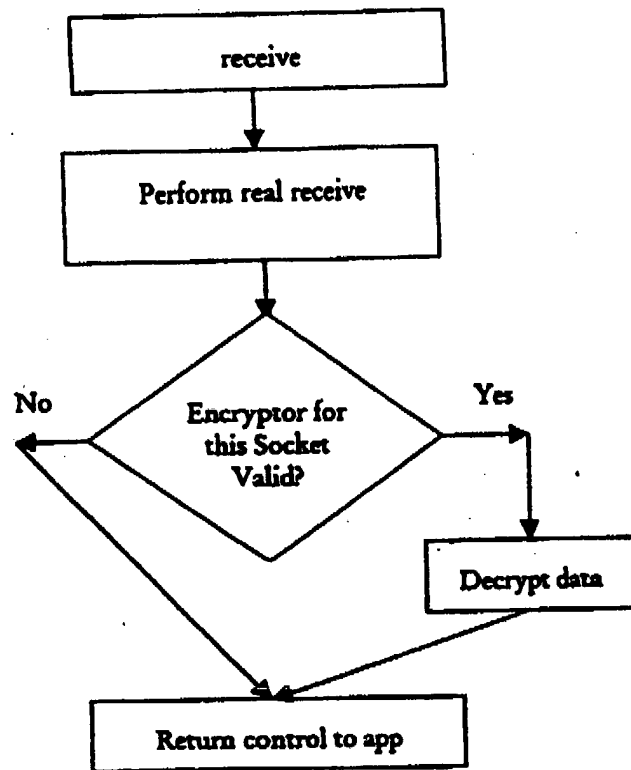 receive
Perform real receive
No
Yes
Encryptor for
this Socket
Valid?
Decrypt data
Return control to app